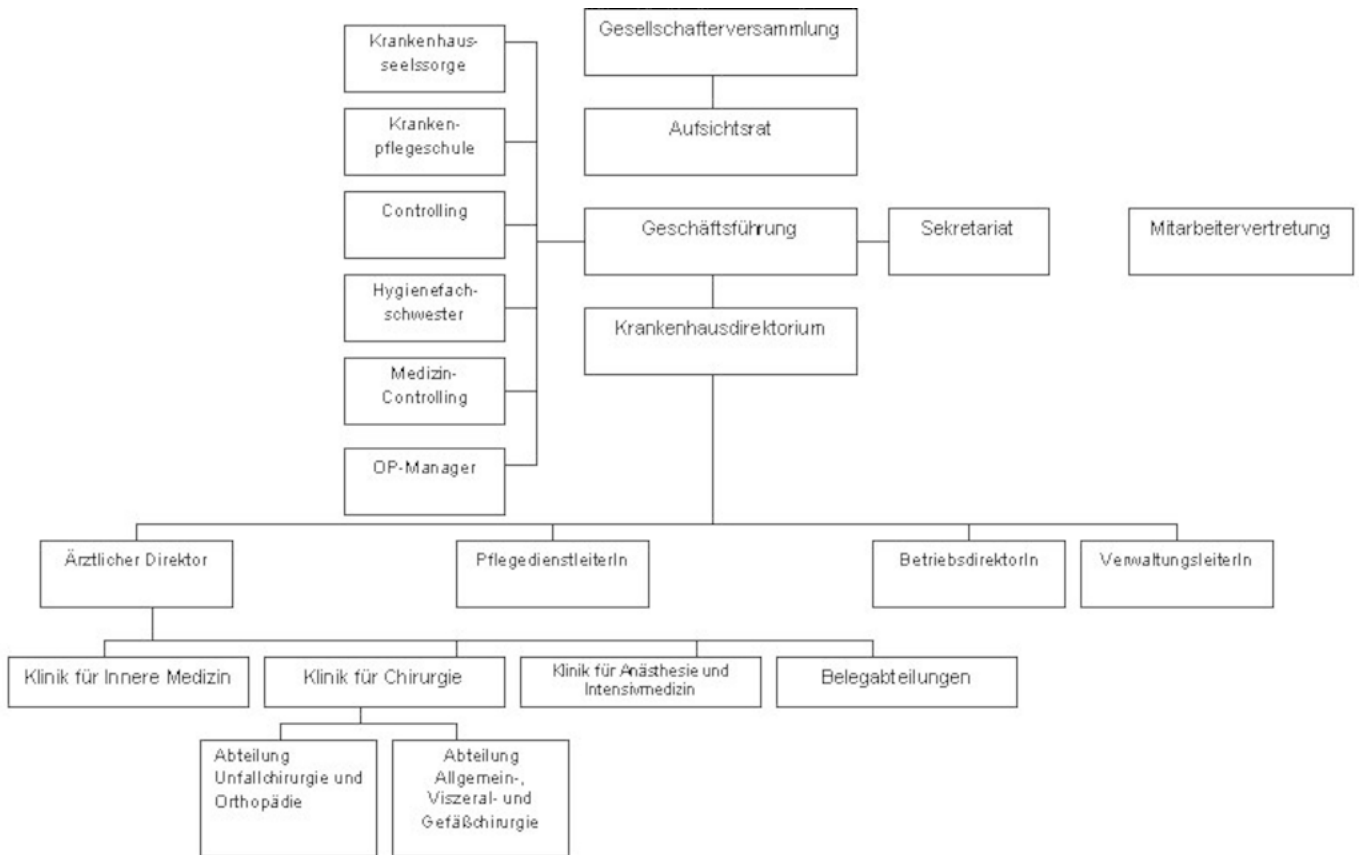 Gesellschafterversammlung
Krankenhaus-
seelssorge
Kranken-
pflegeschule
Aufsichtsrat
Controlling
Geschäftsführung
Sekretariat
Mitarbeitervertretung
Hygienefach-
schwester
Krankenhausdirektorium
Medizin-
Controlling
OP-Manager
Ärztlicher Direktor
PflegedienstleiterIn
BetriebsdirektorIn
VerwaltungsleiterIn
Klinik für Innere Medizin
Klinik für Chirurgie
Klinik für Anästhesie und
Intensivmedizin
Belegabteilungen
Abteilung
Unfallchirurgie und
Orthopädie
Abteilung
Allgemein-,
Viszeral- und
Gefäßchirurgie